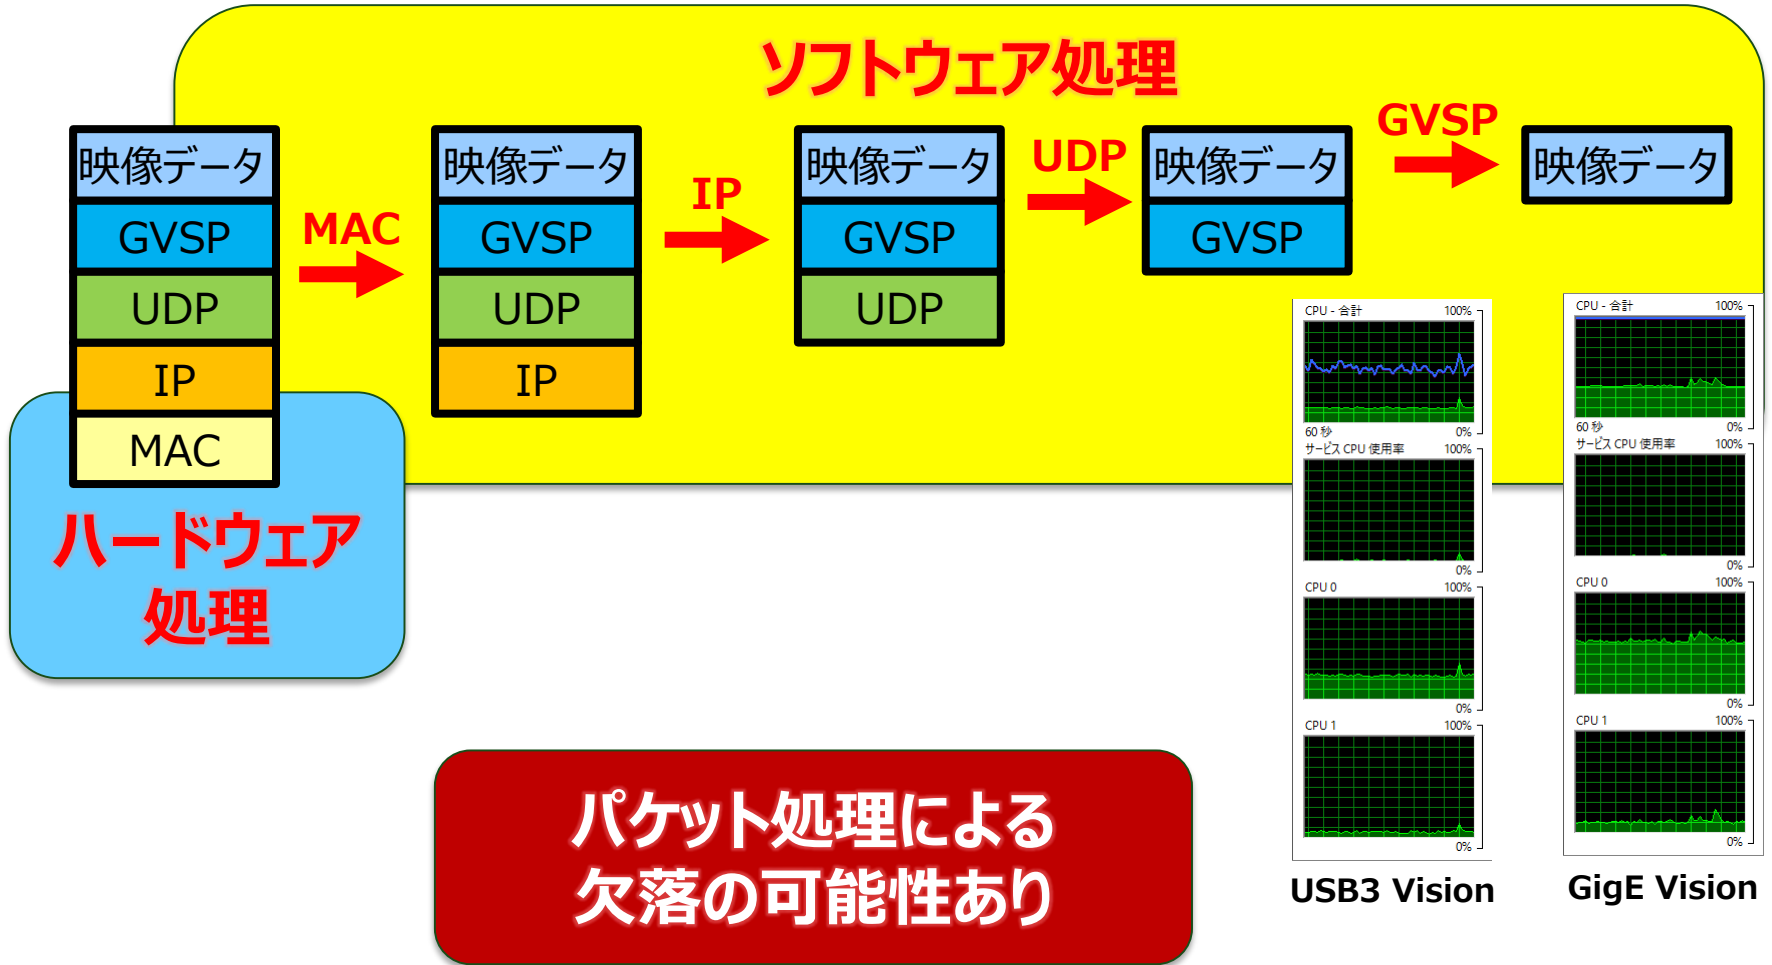 ソフトウェア処理
映像データ
GVSP
UDP
IP
MAC
MAC
映像データ
GVSP
UDP
IP
IP
映像データ
GVSP
UDP
UDP
映像データ
GVSP
GVSP
映像データ
ハードウェア
処理
パケット処理による
欠落の可能性あり
CPU - 合計 100%
60 秒 0%
サービス CPU 使用率 100%
0%
CPU 0 100%
0%
CPU 1 100%
0%
USB3 Vision
CPU - 合計 100%
60 秒 0%
サービス CPU 使用率 100%
0%
CPU 0 100%
0%
CPU 1 100%
0%
GigE Vision